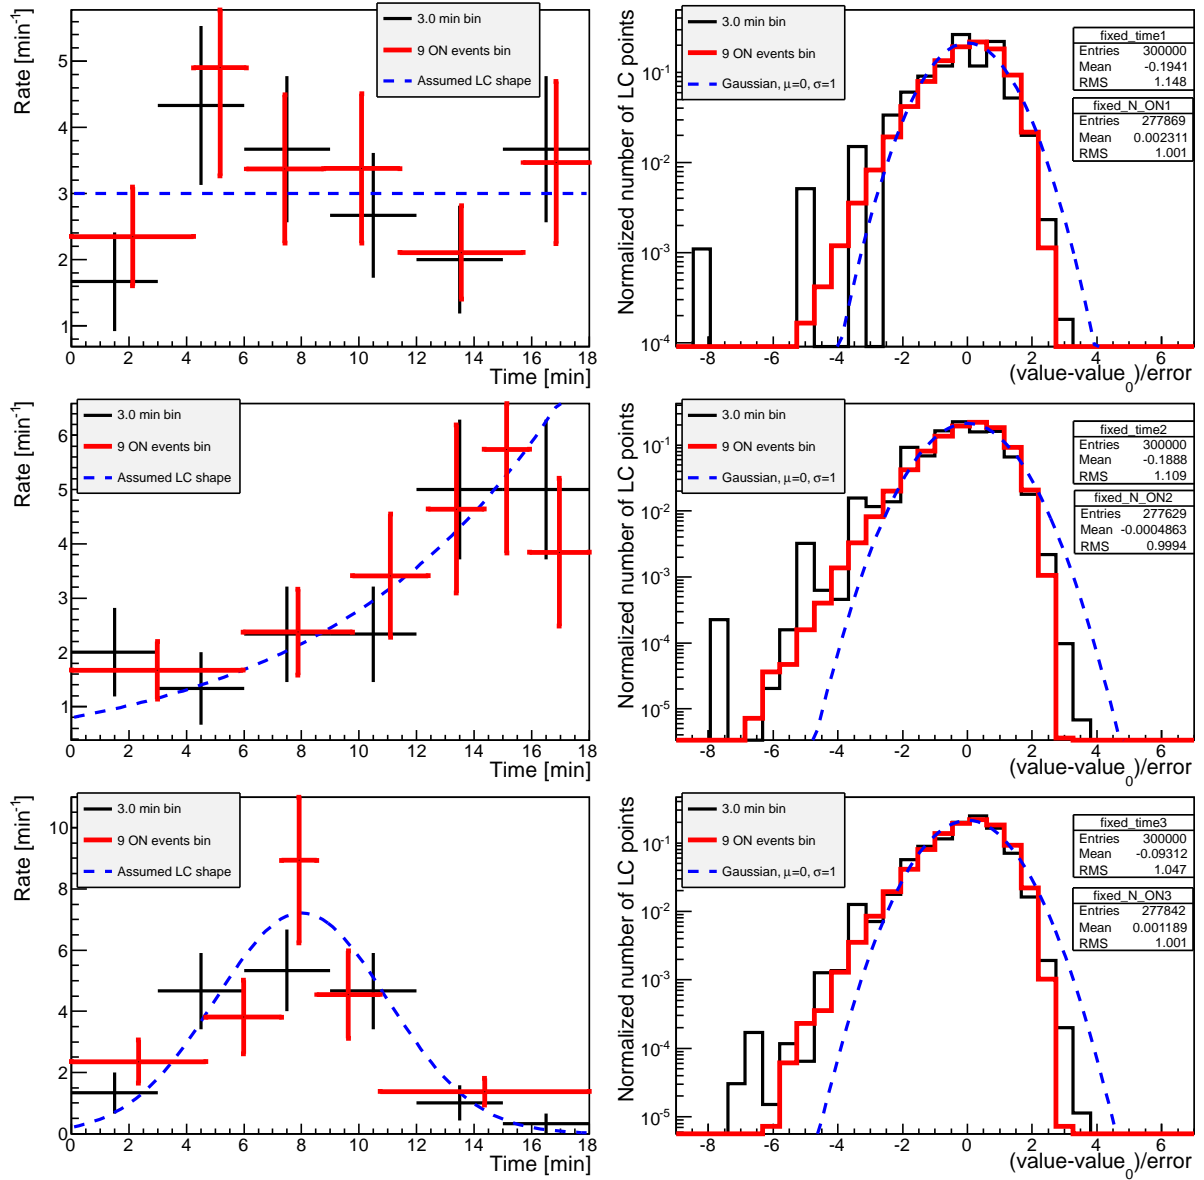 Rate [min⁻¹]
3.0 min bin
9 ON events bin
Assumed LC shape
5
4
3
2
1
0 2 4 6 8 10 12 14 16 18
Time [min]
Normalized number of LC points
3.0 min bin
9 ON events bin
Gaussian, μ=0, σ=1
fixed_time1
Entries 300000
Mean -0.1941
RMS 1.148
fixed_N_ON1
Entries 277869
Mean 0.002311
RMS 1.001
10⁻¹
10⁻²
10⁻³
10⁻⁴
-8 -6 -4 -2 0 2 4 6
(value-value₀)/error
Rate [min⁻¹]
3.0 min bin
9 ON events bin
Assumed LC shape
6
5
4
3
2
1
0 2 4 6 8 10 12 14 16 18
Time [min]
Normalized number of LC points
3.0 min bin
9 ON events bin
Gaussian, μ=0, σ=1
fixed_time2
Entries 300000
Mean -0.1888
RMS 1.109
fixed_N_ON2
Entries 277629
Mean -0.0004863
RMS 0.9994
10⁻¹
10⁻²
10⁻³
10⁻⁴
10⁻⁵
-8 -6 -4 -2 0 2 4 6
(value-value₀)/error
Rate [min⁻¹]
3.0 min bin
9 ON events bin
Assumed LC shape
10
8
6
4
2
0
0 2 4 6 8 10 12 14 16 18
Time [min]
Normalized number of LC points
3.0 min bin
9 ON events bin
Gaussian, μ=0, σ=1
fixed_time3
Entries 300000
Mean -0.09312
RMS 1.047
fixed_N_ON3
Entries 277842
Mean 0.001189
RMS 1.001
10⁻¹
10⁻²
10⁻³
10⁻⁴
10⁻⁵
-8 -6 -4 -2 0 2 4 6
(value-value₀)/error